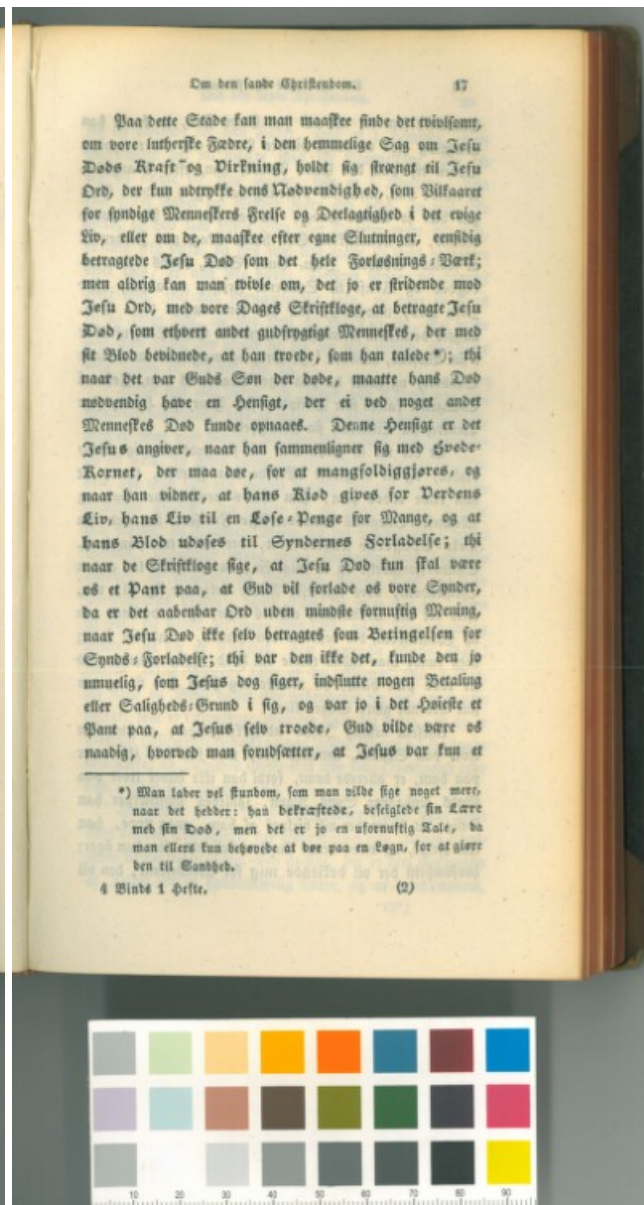 Om den sande Christendom. 17
Paa dette Stade kan man maaskee finde det tvivlsomt,
om vore lutherske Fædre, i den hemmelige Sag om Jesu
Døds Kraft og Virkning, holdt sig strængt til Jesu
Ord, der kun udtrykke dens Nødvendighed, som Vilkaaret
for syndige Menneskers Frelse og Deelagtighed i det evige
Liv, eller om de, maaskee efter egne Slutninger, eensidig
betragtede Jesu Død som det hele Forløsnings-Værk;
men aldrig kan man tvivle om, det jo er stridende mod
Jesu Ord, med vore Dages Skriftkloge, at betragte Jesu
Død, som ethvert andet gudfrygtigt Menneskes, der med
sit Blod bevidnede, at han troede, som han talede*); thi
naar det var Guds Søn der døde, maatte hans Død
nødvendig have en Hensigt, der ei ved noget andet
Menneskes Død kunde opnaaes. Denne Hensigt er det
Jesus angiver, naar han sammenligner sig med Hvede-
Kornet, der maa døe, for at mangfoldiggjøres, og
naar han vidner, at hans Kiød gives for Verdens
Liv, hans Liv til en Løse-Penge for Mange, og at
hans Blod udøses til Syndernes Forladelse; thi
naar de Skriftkloge sige, at Jesu Død kun skal være
os et Pant paa, at Gud vil forlade os vore Synder,
da er det aabenbar Ord uden mindste fornuftig Mening,
naar Jesu Død ikke selv betragtes som Betingelsen for
Synds-Forladelse; thi var den ikke det, kunde den jo
umuelig, som Jesus dog siger, indslutte nogen Betaling
eller Saligheds-Grund i sig, og var jo i det Høieste et
Pant paa, at Jesus selv troede, Gud vilde være os
naadig, hvorved man forudsætter, at Jesus var kun et
*) Man lader vel stundom, som man vilde sige noget mere,
naar det hedder: han bekræftede, beseiglede sin Lære
med sin Død, men det er jo en ufornuftig Tale, da
man ellers kun behøvede at døe paa en Løgn, for at giøre
den til Sandhed.
4 Binds 1 Hefte. (2)
10 20 30 40 50 60 70 80 90